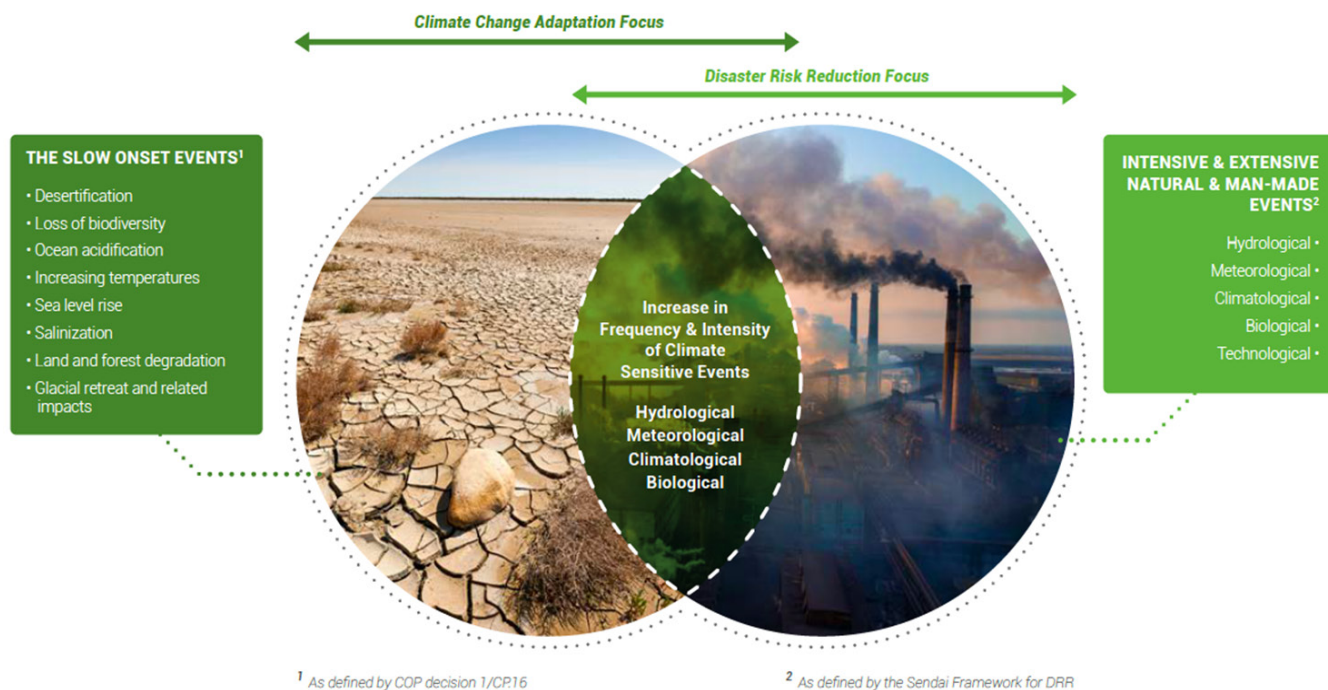 Climate Change Adaptation Focus
Disaster Risk Reduction Focus
THE SLOW ONSET EVENTS¹
• Desertification
• Loss of biodiversity
• Ocean acidification
• Increasing temperatures
• Sea level rise
• Salinization
• Land and forest degradation
• Glacial retreat and related
impacts
Increase in
Frequency & Intensity
of Climate
Sensitive Events
Hydrological
Meteorological
Climatological
Biological
INTENSIVE & EXTENSIVE
NATURAL & MAN-MADE
EVENTS²
Hydrological •
Meteorological •
Climatological •
Biological •
Technological •
¹ As defined by COP decision 1/CP.16
² As defined by the Sendai Framework for DRR